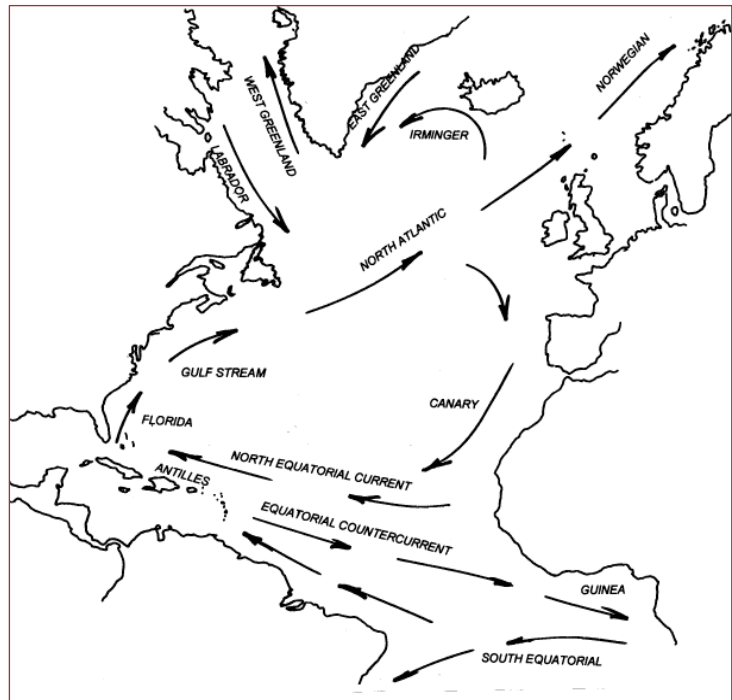 NORWEGIAN
WEST GREENLAND
EAST GREENLAND
IRMINGER
LABRADOR
NORTH ATLANTIC
GULF STREAM
CANARY
FLORIDA
NORTH EQUATORIAL CURRENT
ANTILLES
EQUATORIAL COUNTERCURRENT
GUINEA
SOUTH EQUATORIAL